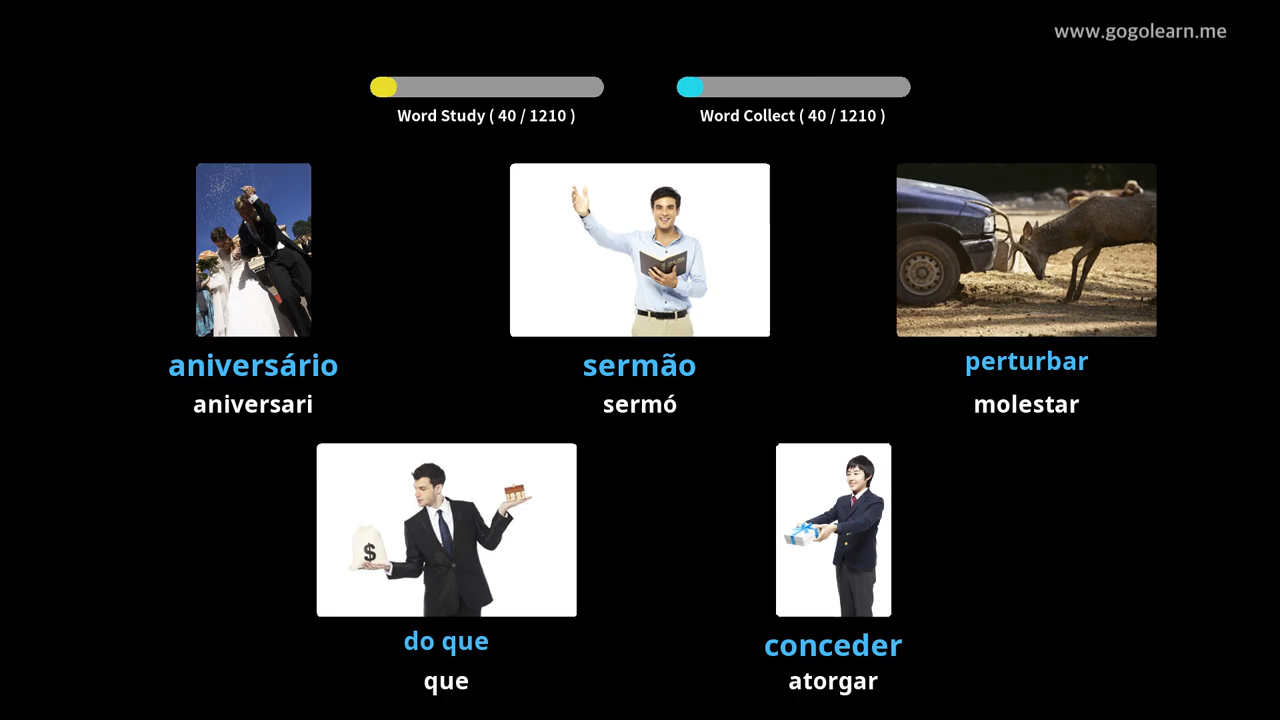 www.gogolearn.me
Word Study ( 40 / 1210 )
Word Collect ( 40 / 1210 )
aniversário
aniversari
sermão
sermó
perturbar
molestar
$
do que
que
conceder
atorgar